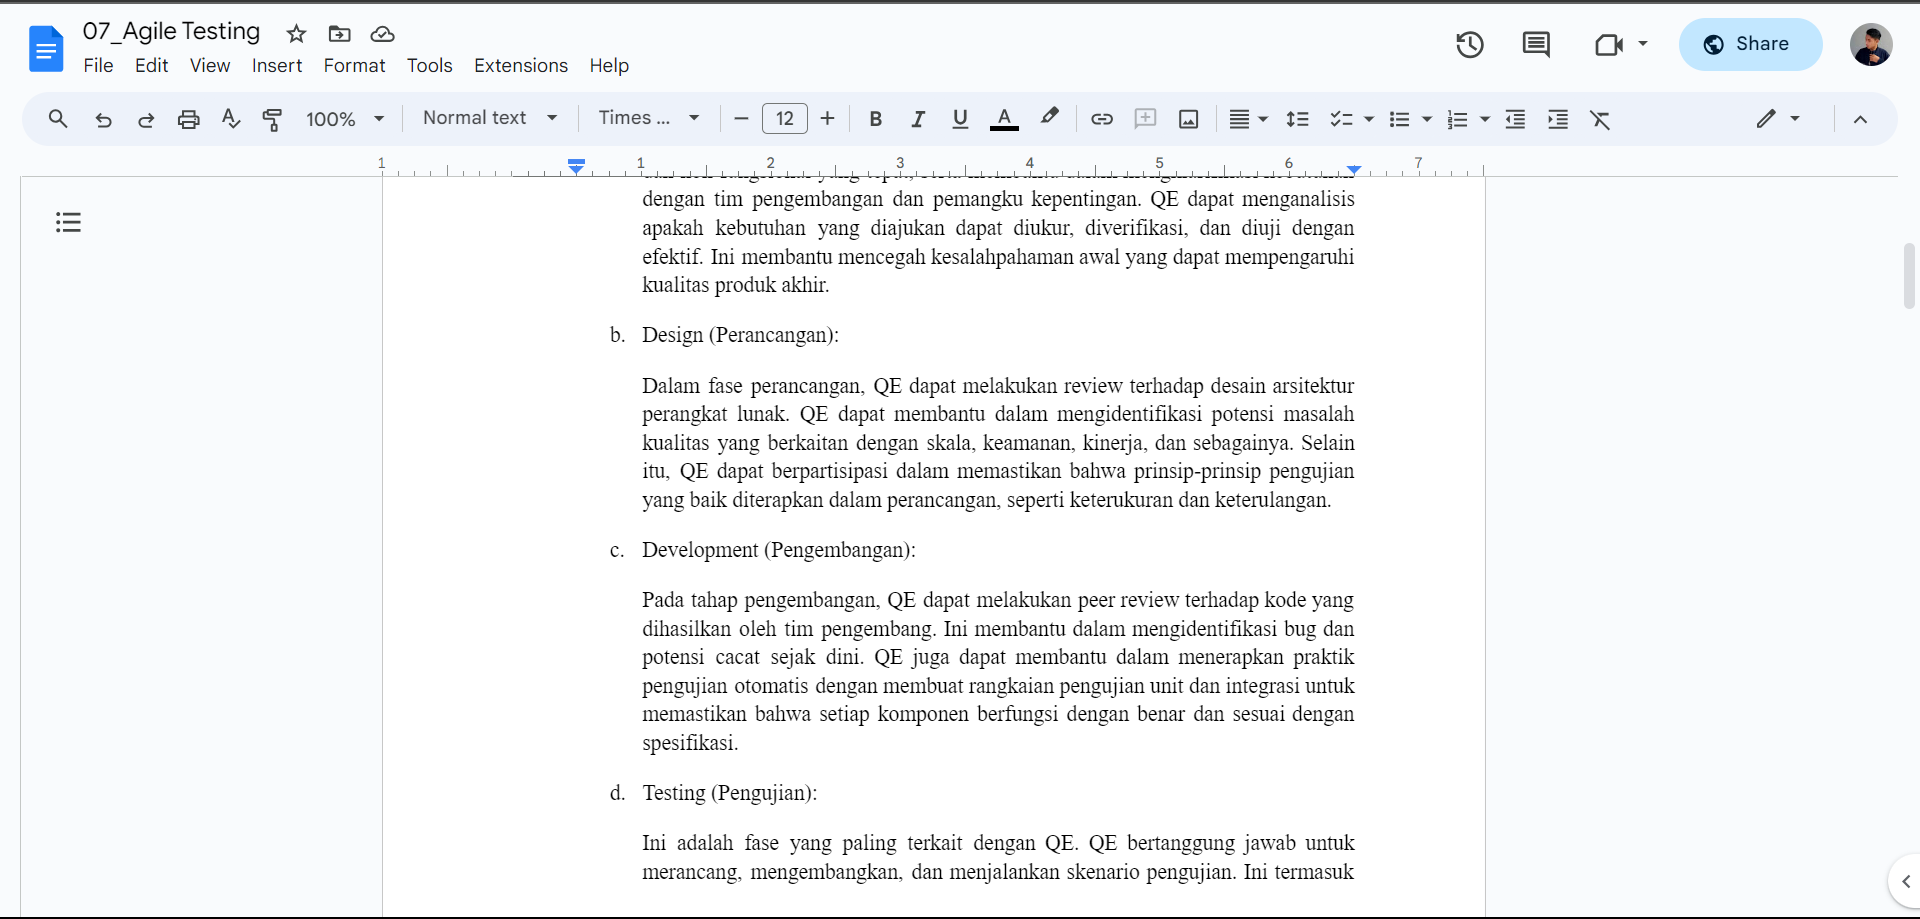 07_Agile Testing
File Edit View Insert Format Tools Extensions Help
Share
100% Normal text Times ... 12 B I U A
1 1 2 3 4 5 6 7
dengan tim pengembangan dan pemangku kepentingan. QE dapat menganalisis
apakah kebutuhan yang diajukan dapat diukur, diverifikasi, dan diuji dengan
efektif. Ini membantu mencegah kesalahpahaman awal yang dapat mempengaruhi
kualitas produk akhir.
b. Design (Perancangan):
Dalam fase perancangan, QE dapat melakukan review terhadap desain arsitektur
perangkat lunak. QE dapat membantu dalam mengidentifikasi potensi masalah
kualitas yang berkaitan dengan skala, keamanan, kinerja, dan sebagainya. Selain
itu, QE dapat berpartisipasi dalam memastikan bahwa prinsip-prinsip pengujian
yang baik diterapkan dalam perancangan, seperti keterukuran dan keterulangan.
c. Development (Pengembangan):
Pada tahap pengembangan, QE dapat melakukan peer review terhadap kode yang
dihasilkan oleh tim pengembang. Ini membantu dalam mengidentifikasi bug dan
potensi cacat sejak dini. QE juga dapat membantu dalam menerapkan praktik
pengujian otomatis dengan membuat rangkaian pengujian unit dan integrasi untuk
memastikan bahwa setiap komponen berfungsi dengan benar dan sesuai dengan
spesifikasi.
d. Testing (Pengujian):
Ini adalah fase yang paling terkait dengan QE. QE bertanggung jawab untuk
merancang, mengembangkan, dan menjalankan skenario pengujian. Ini termasuk